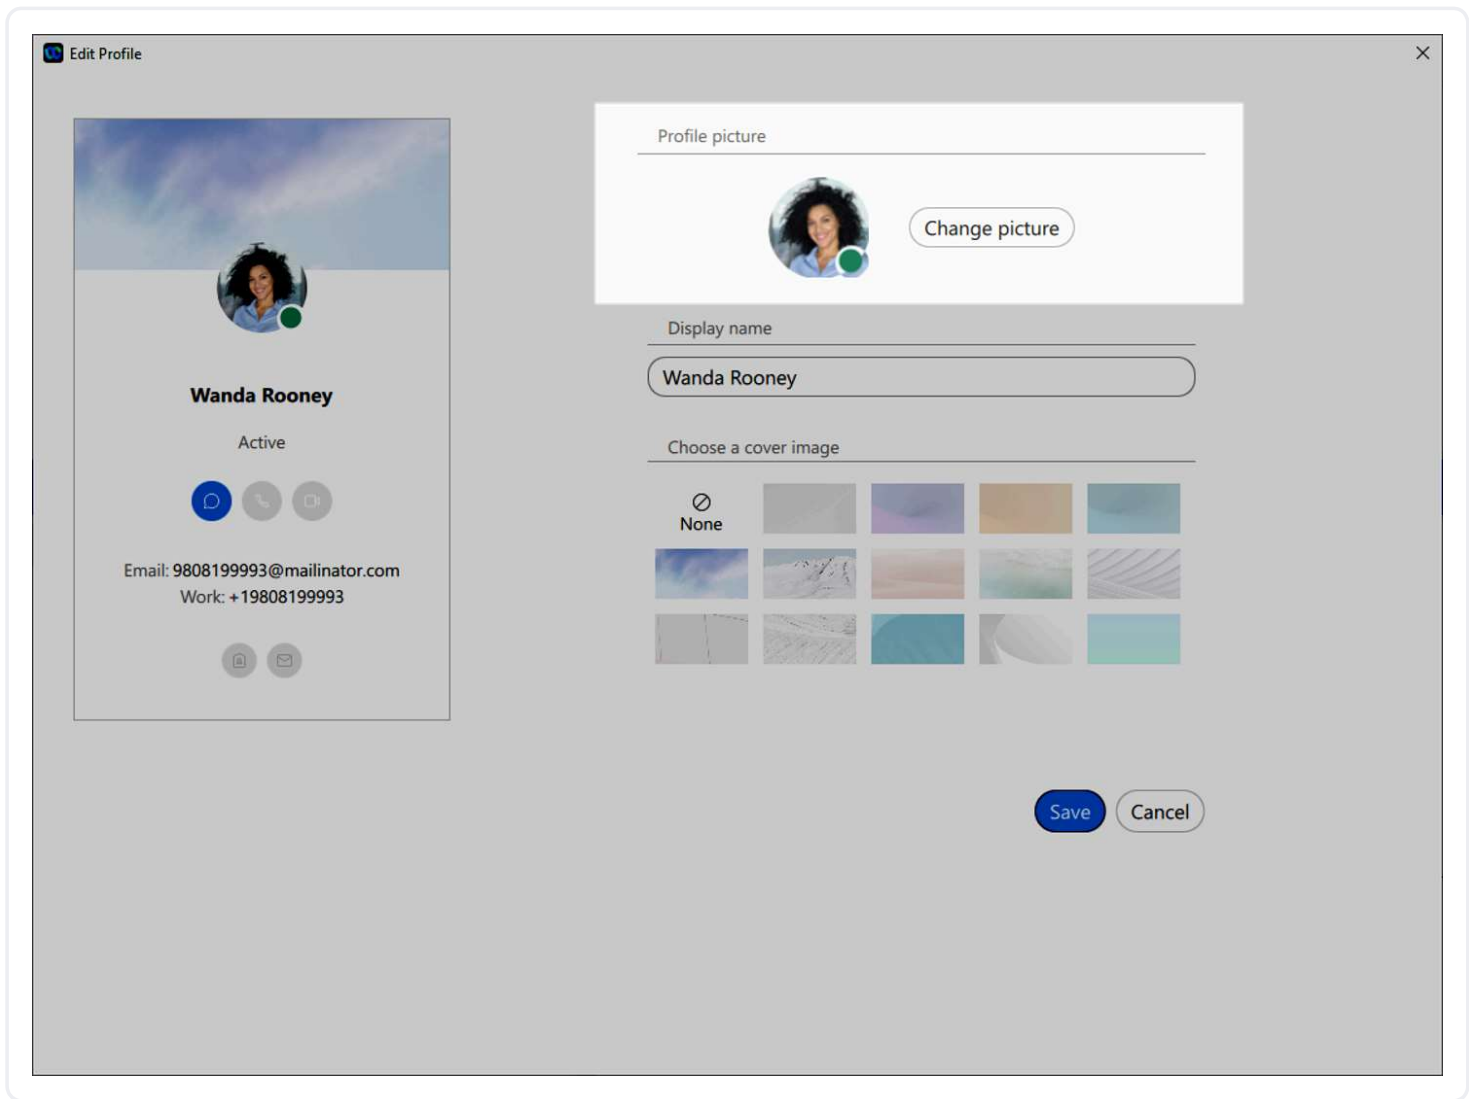 Edit Profile
Profile picture
Change picture
Display name
Wanda Rooney
Wanda Rooney
Active
Choose a cover image
None
Email: 9808199993@mailinator.com
Work: +19808199993
Save
Cancel